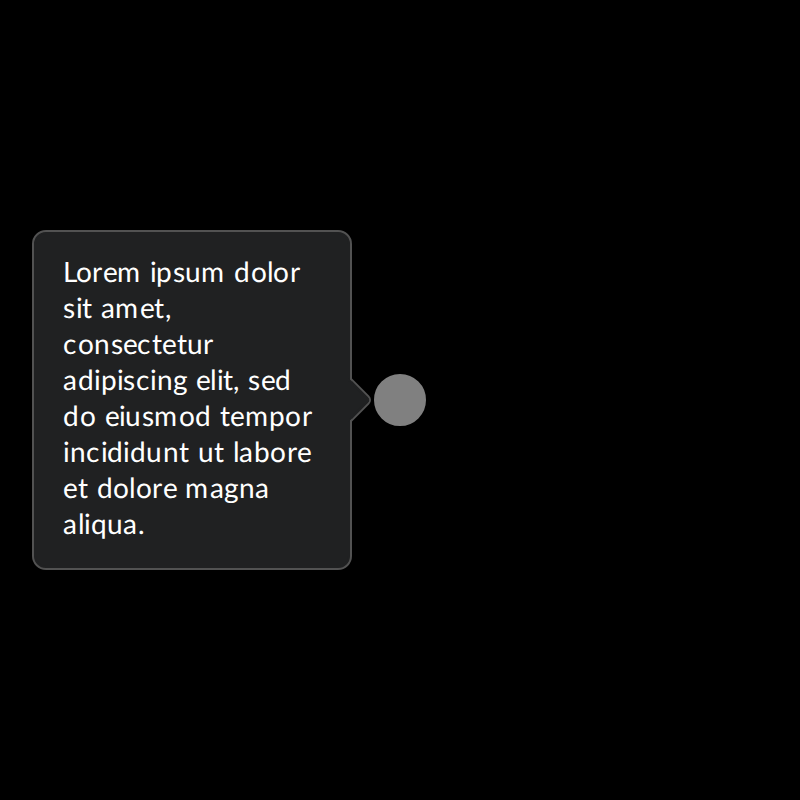 Lorem ipsum dolor
sit amet,
consectetur
adipiscing elit, sed
do eiusmod tempor
incididunt ut labore
et dolore magna
aliqua.